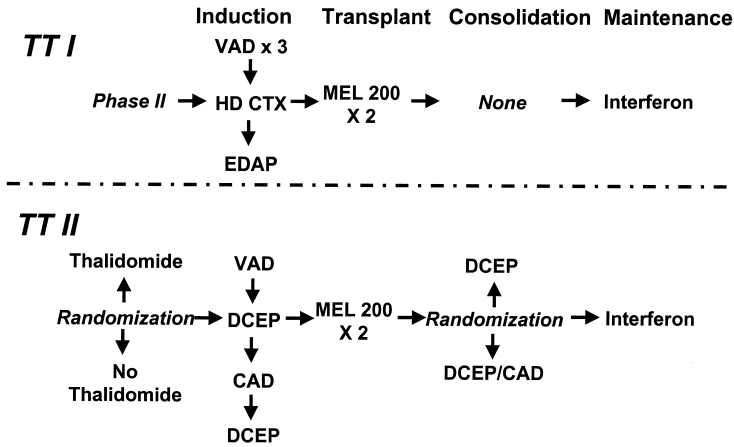 Induction Transplant Consolidation Maintenance
TT I
VAD x 3
Phase II HD CTX MEL 200 None Interferon
X 2
EDAP
TT II
Thalidomide VAD DCEP
Randomization DCEP MEL 200 Randomization Interferon
X 2
No
Thalidomide
CAD DCEP/CAD
DCEP